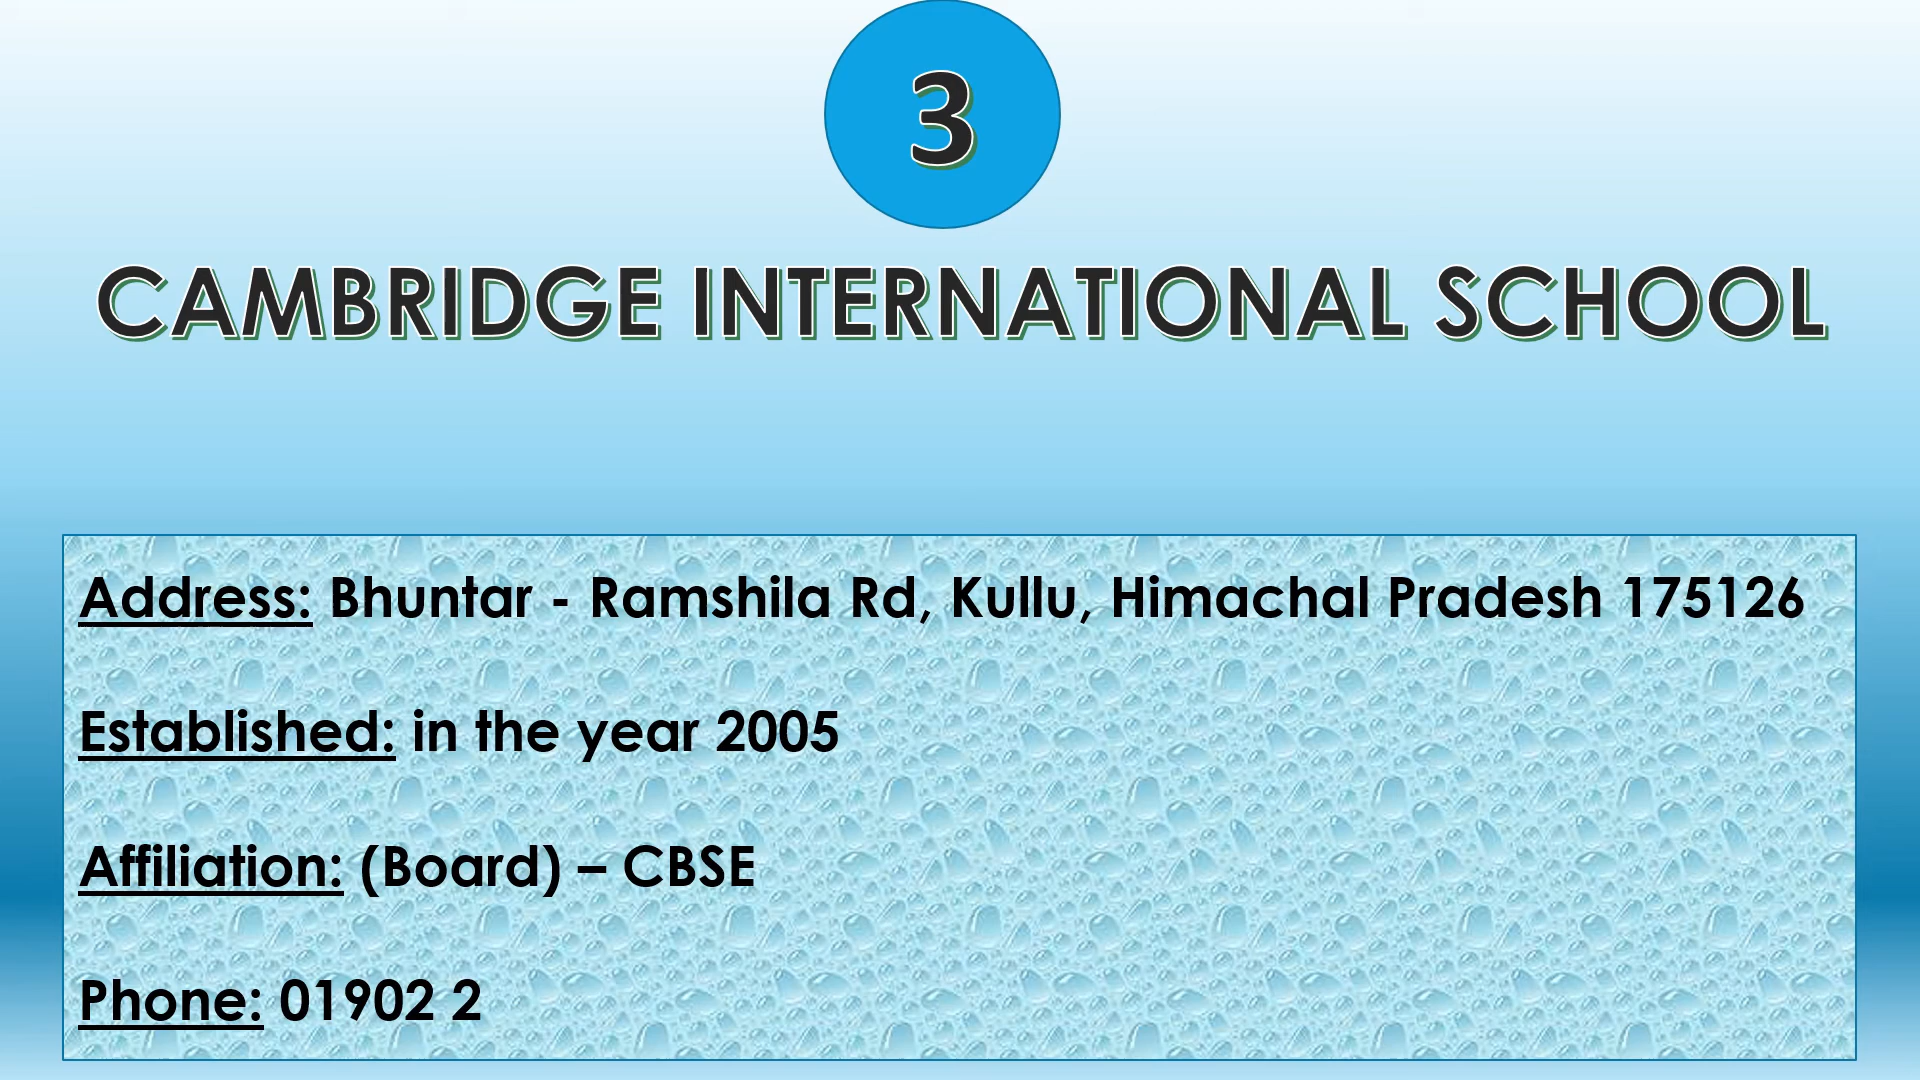 3
CAMBRIDGE INTERNATIONAL SCHOOL
Address: Bhuntar - Ramshila Rd, Kullu, Himachal Pradesh 175126
Established: in the year 2005
Affiliation: (Board) – CBSE
Phone: 01902 2